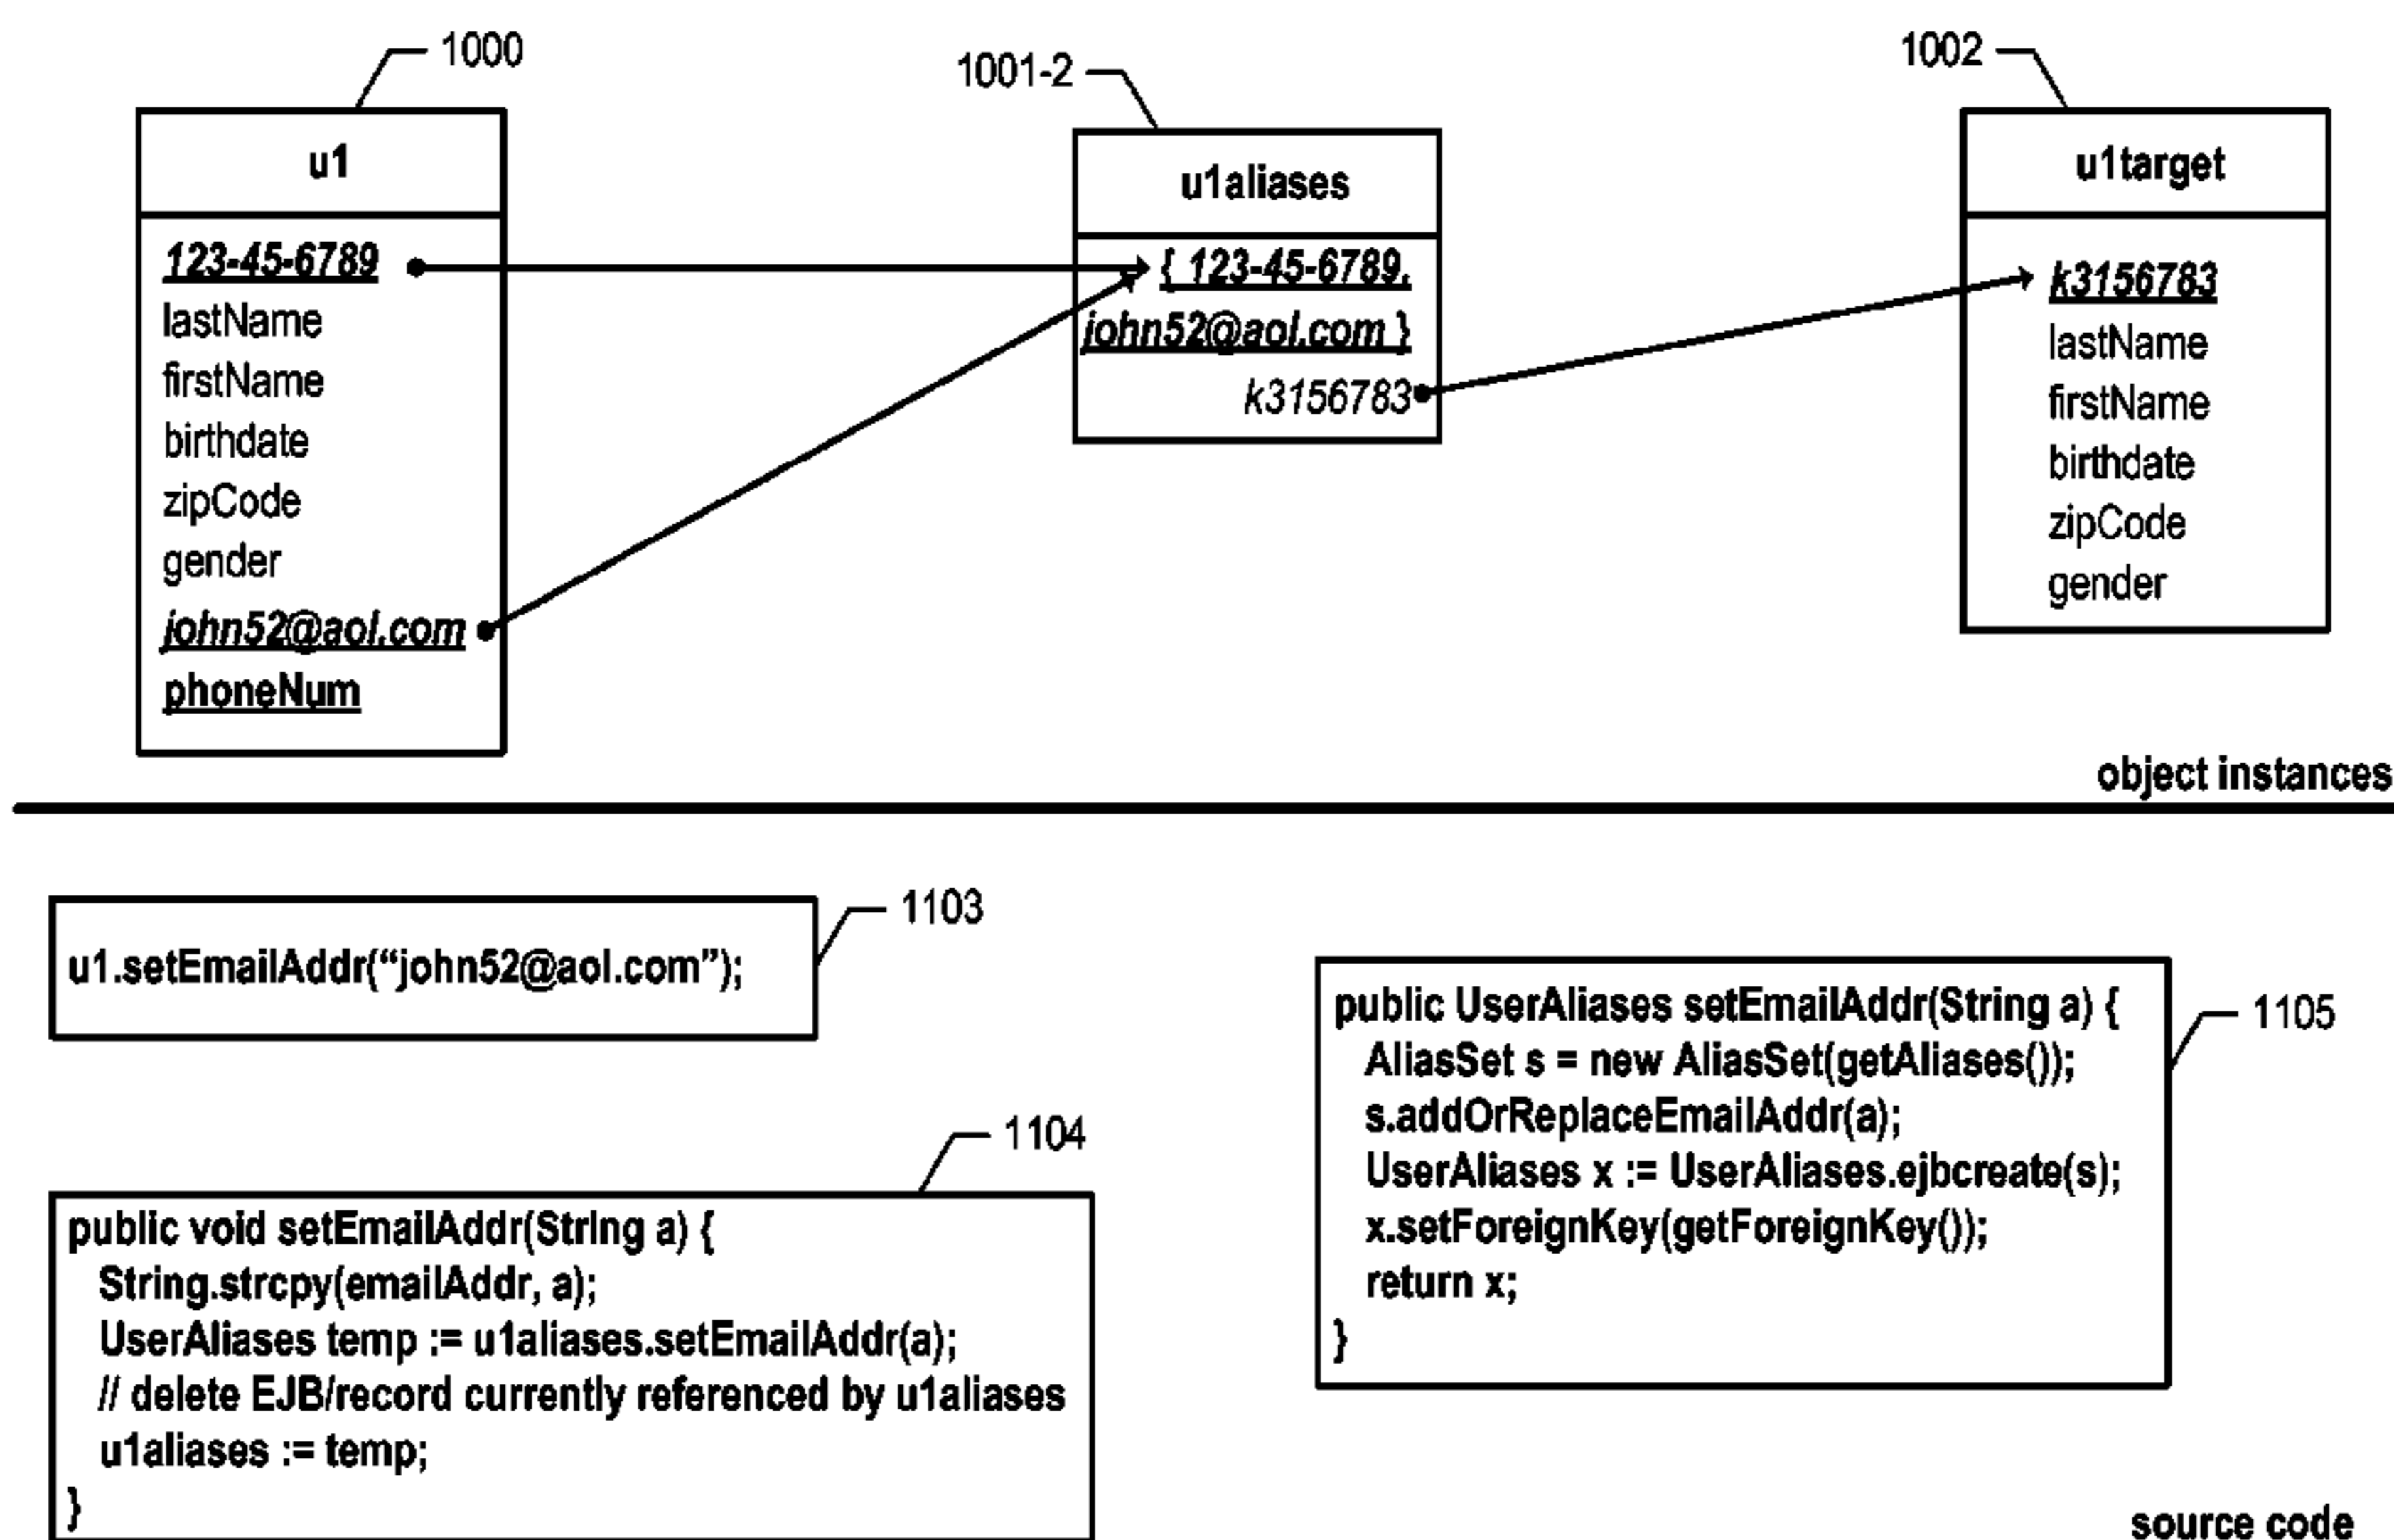 1000
u1
123-45-6789
lastName
firstName
birthdate
zipCode
gender
john52@aol.com
phoneNum
1001-2
u1aliases
{ 123-45-6789,
john52@aol.com }
k3156783
1002
u1target
k3156783
lastName
firstName
birthdate
zipCode
gender
object instances
1103
u1.setEmailAddr(“john52@aol.com”);
1104
public void setEmailAddr(String a) {
String.strcpy(emailAddr, a);
UserAliases temp := u1aliases.setEmailAddr(a);
// delete EJB/record currently referenced by u1aliases
u1aliases := temp;
}
1105
public UserAliases setEmailAddr(String a) {
AliasSet s = new AliasSet(getAliases());
s.addOrReplaceEmailAddr(a);
UserAliases x := UserAliases.ejbcreate(s);
x.setForeignKey(getForeignKey());
return x;
}
source code